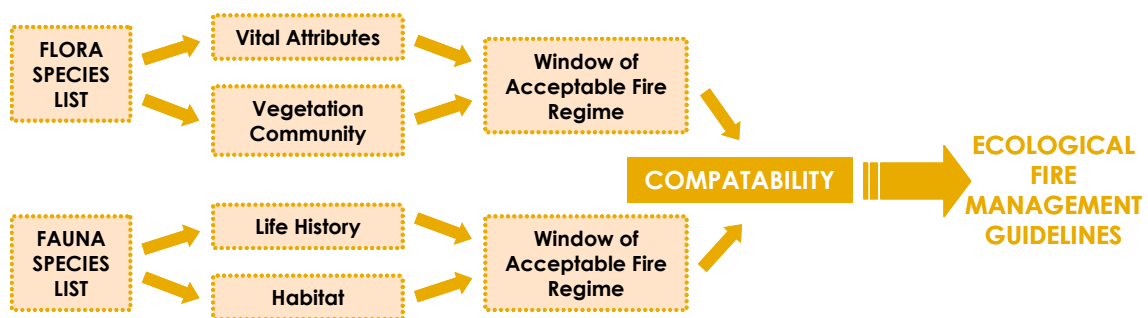 FLORA
SPECIES
LIST
Vital Attributes
Vegetation
Community
Window of
Acceptable Fire
Regime
COMPATABILITY
ECOLOGICAL
FIRE
MANAGEMENT
GUIDELINES
FAUNA
SPECIES
LIST
Life History
Habitat
Window of
Acceptable Fire
Regime